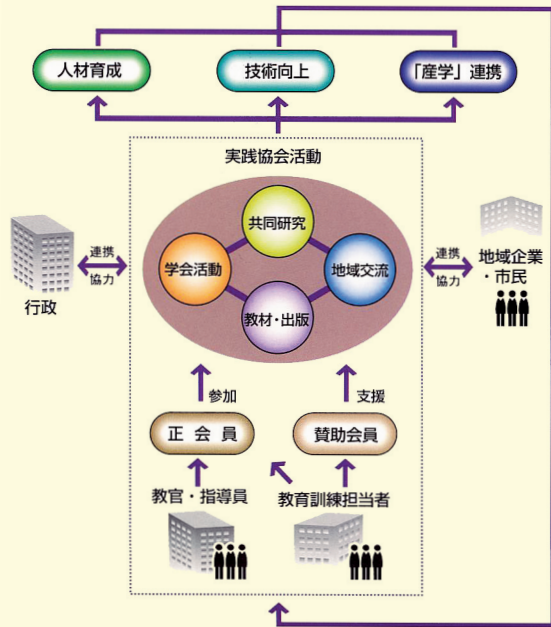 人材育成
技術向上
「産学」連携
実践協会活動
共同研究
学会活動
地域交流
教材・出版
行政
連携
協力
連携
協力
地域企業
・市民
参加
支援
正会員
賛助会員
教官・指導員
教育訓練担当者